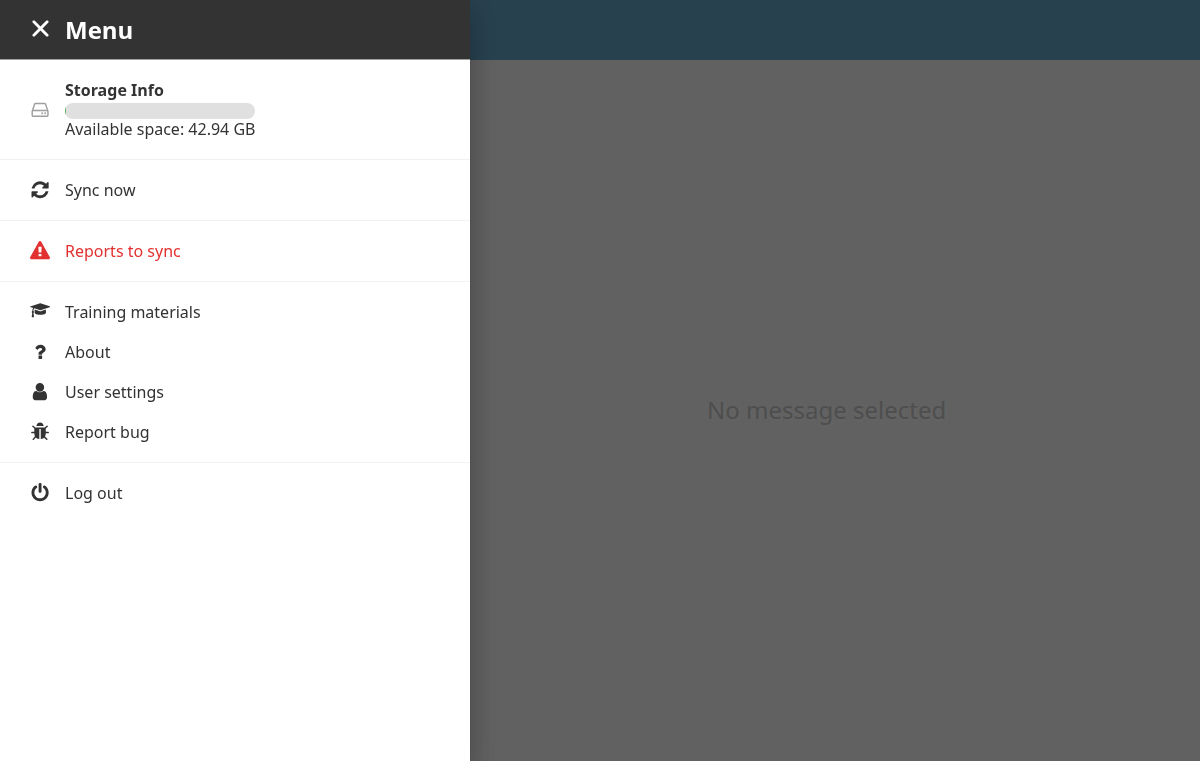 Menu
Storage Info
Available space: 42.94 GB
Sync now
Reports to sync
Training materials
About
User settings
Report bug
Log out
No message selected